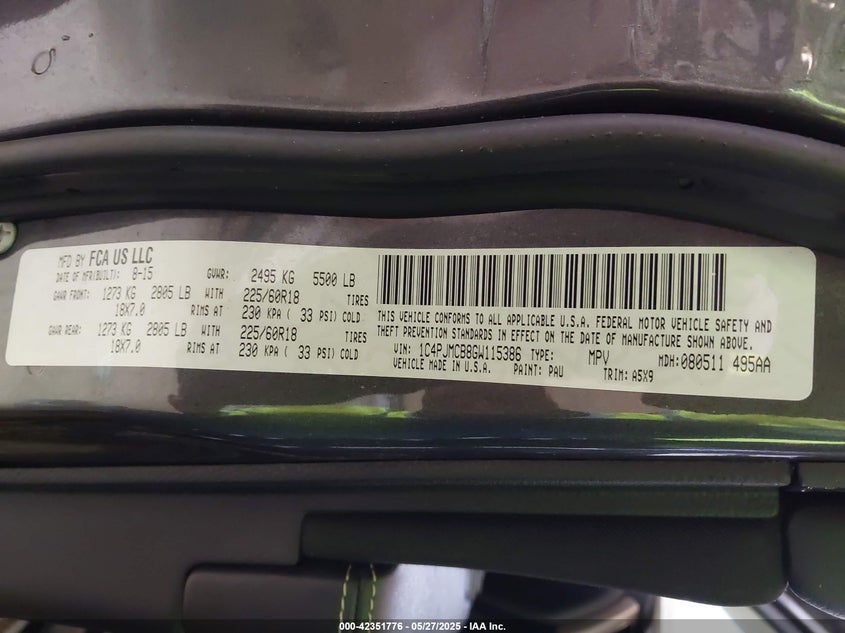 MFD BY FCA US LLC
DATE OF MFR(BUILT): 8-15 GVWR: 2495 KG 5500 LB
GAWR FRONT: 1273 KG 2805 LB WITH 225/60R18 TIRES
18X7.0 RIMS AT 230 KPA ( 33 PSI) COLD
GAWR REAR: 1273 KG 2805 LB WITH 225/60R18 TIRES
18X7.0 RIMS AT 230 KPA ( 33 PSI) COLD
THIS VEHICLE CONFORMS TO ALL APPLICABLE U.S.A. FEDERAL MOTOR VEHICLE SAFETY AND
THEFT PREVENTION STANDARDS IN EFFECT ON THE DATE OF MANUFACTURE SHOWN ABOVE.
VIN: 1C4PJMCB8GW115386 TYPE: MPV MDH:080511 495AA
VEHICLE MADE IN U.S.A. PAINT: PAU TRIM: A5X9
000-42351776 — 05/27/2025 — IAA Inc.